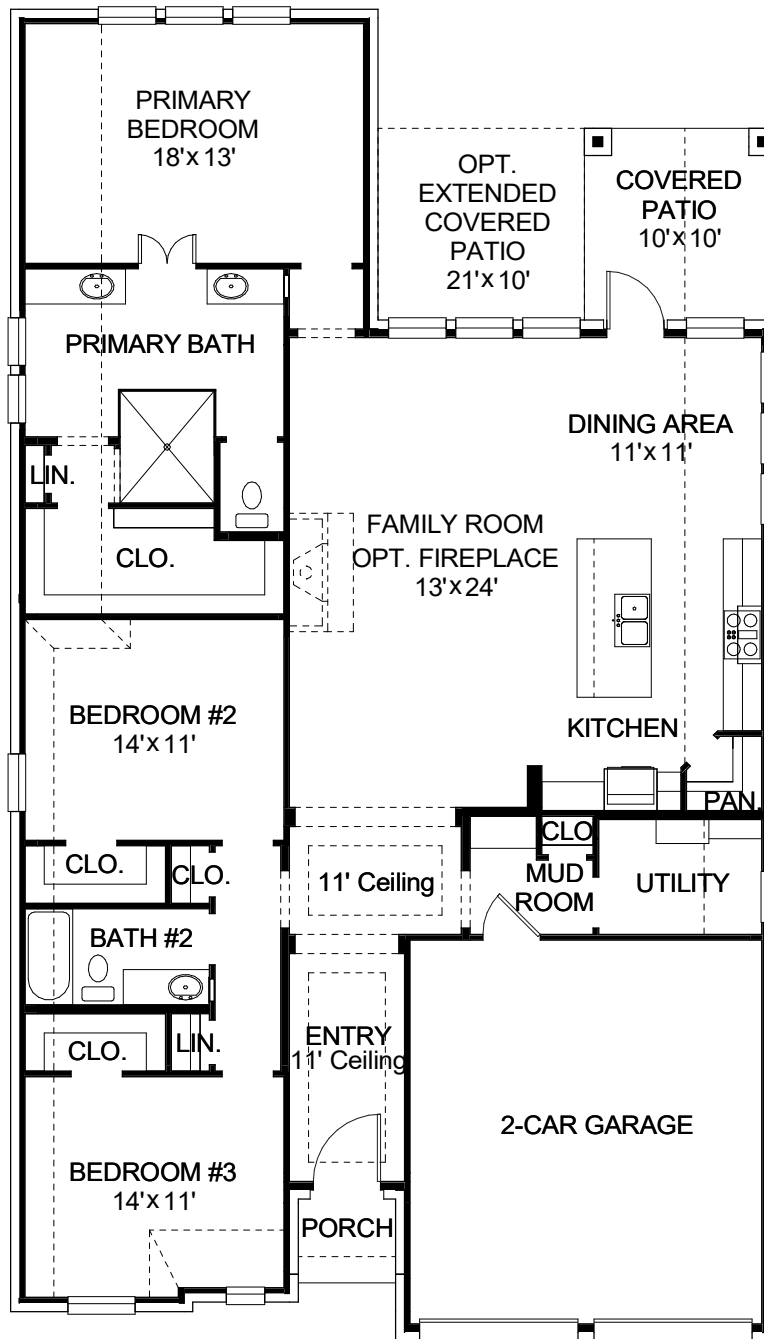 PRIMARY
BEDROOM
18'x 13'
OPT.
EXTENDED
COVERED
PATIO
21'x 10'
COVERED
PATIO
10'x 10'
PRIMARY BATH
DINING AREA
11'x 11'
LIN.
CLO.
FAMILY ROOM
OPT. FIREPLACE
13'x 24'
BEDROOM #2
14'x 11'
KITCHEN
PAN.
CLO.
CLO.
11' Ceiling
CLO
MUD
ROOM
UTILITY
BATH #2
CLO.
LIN.
ENTRY
11' Ceiling
2-CAR GARAGE
BEDROOM #3
14'x 11'
PORCH